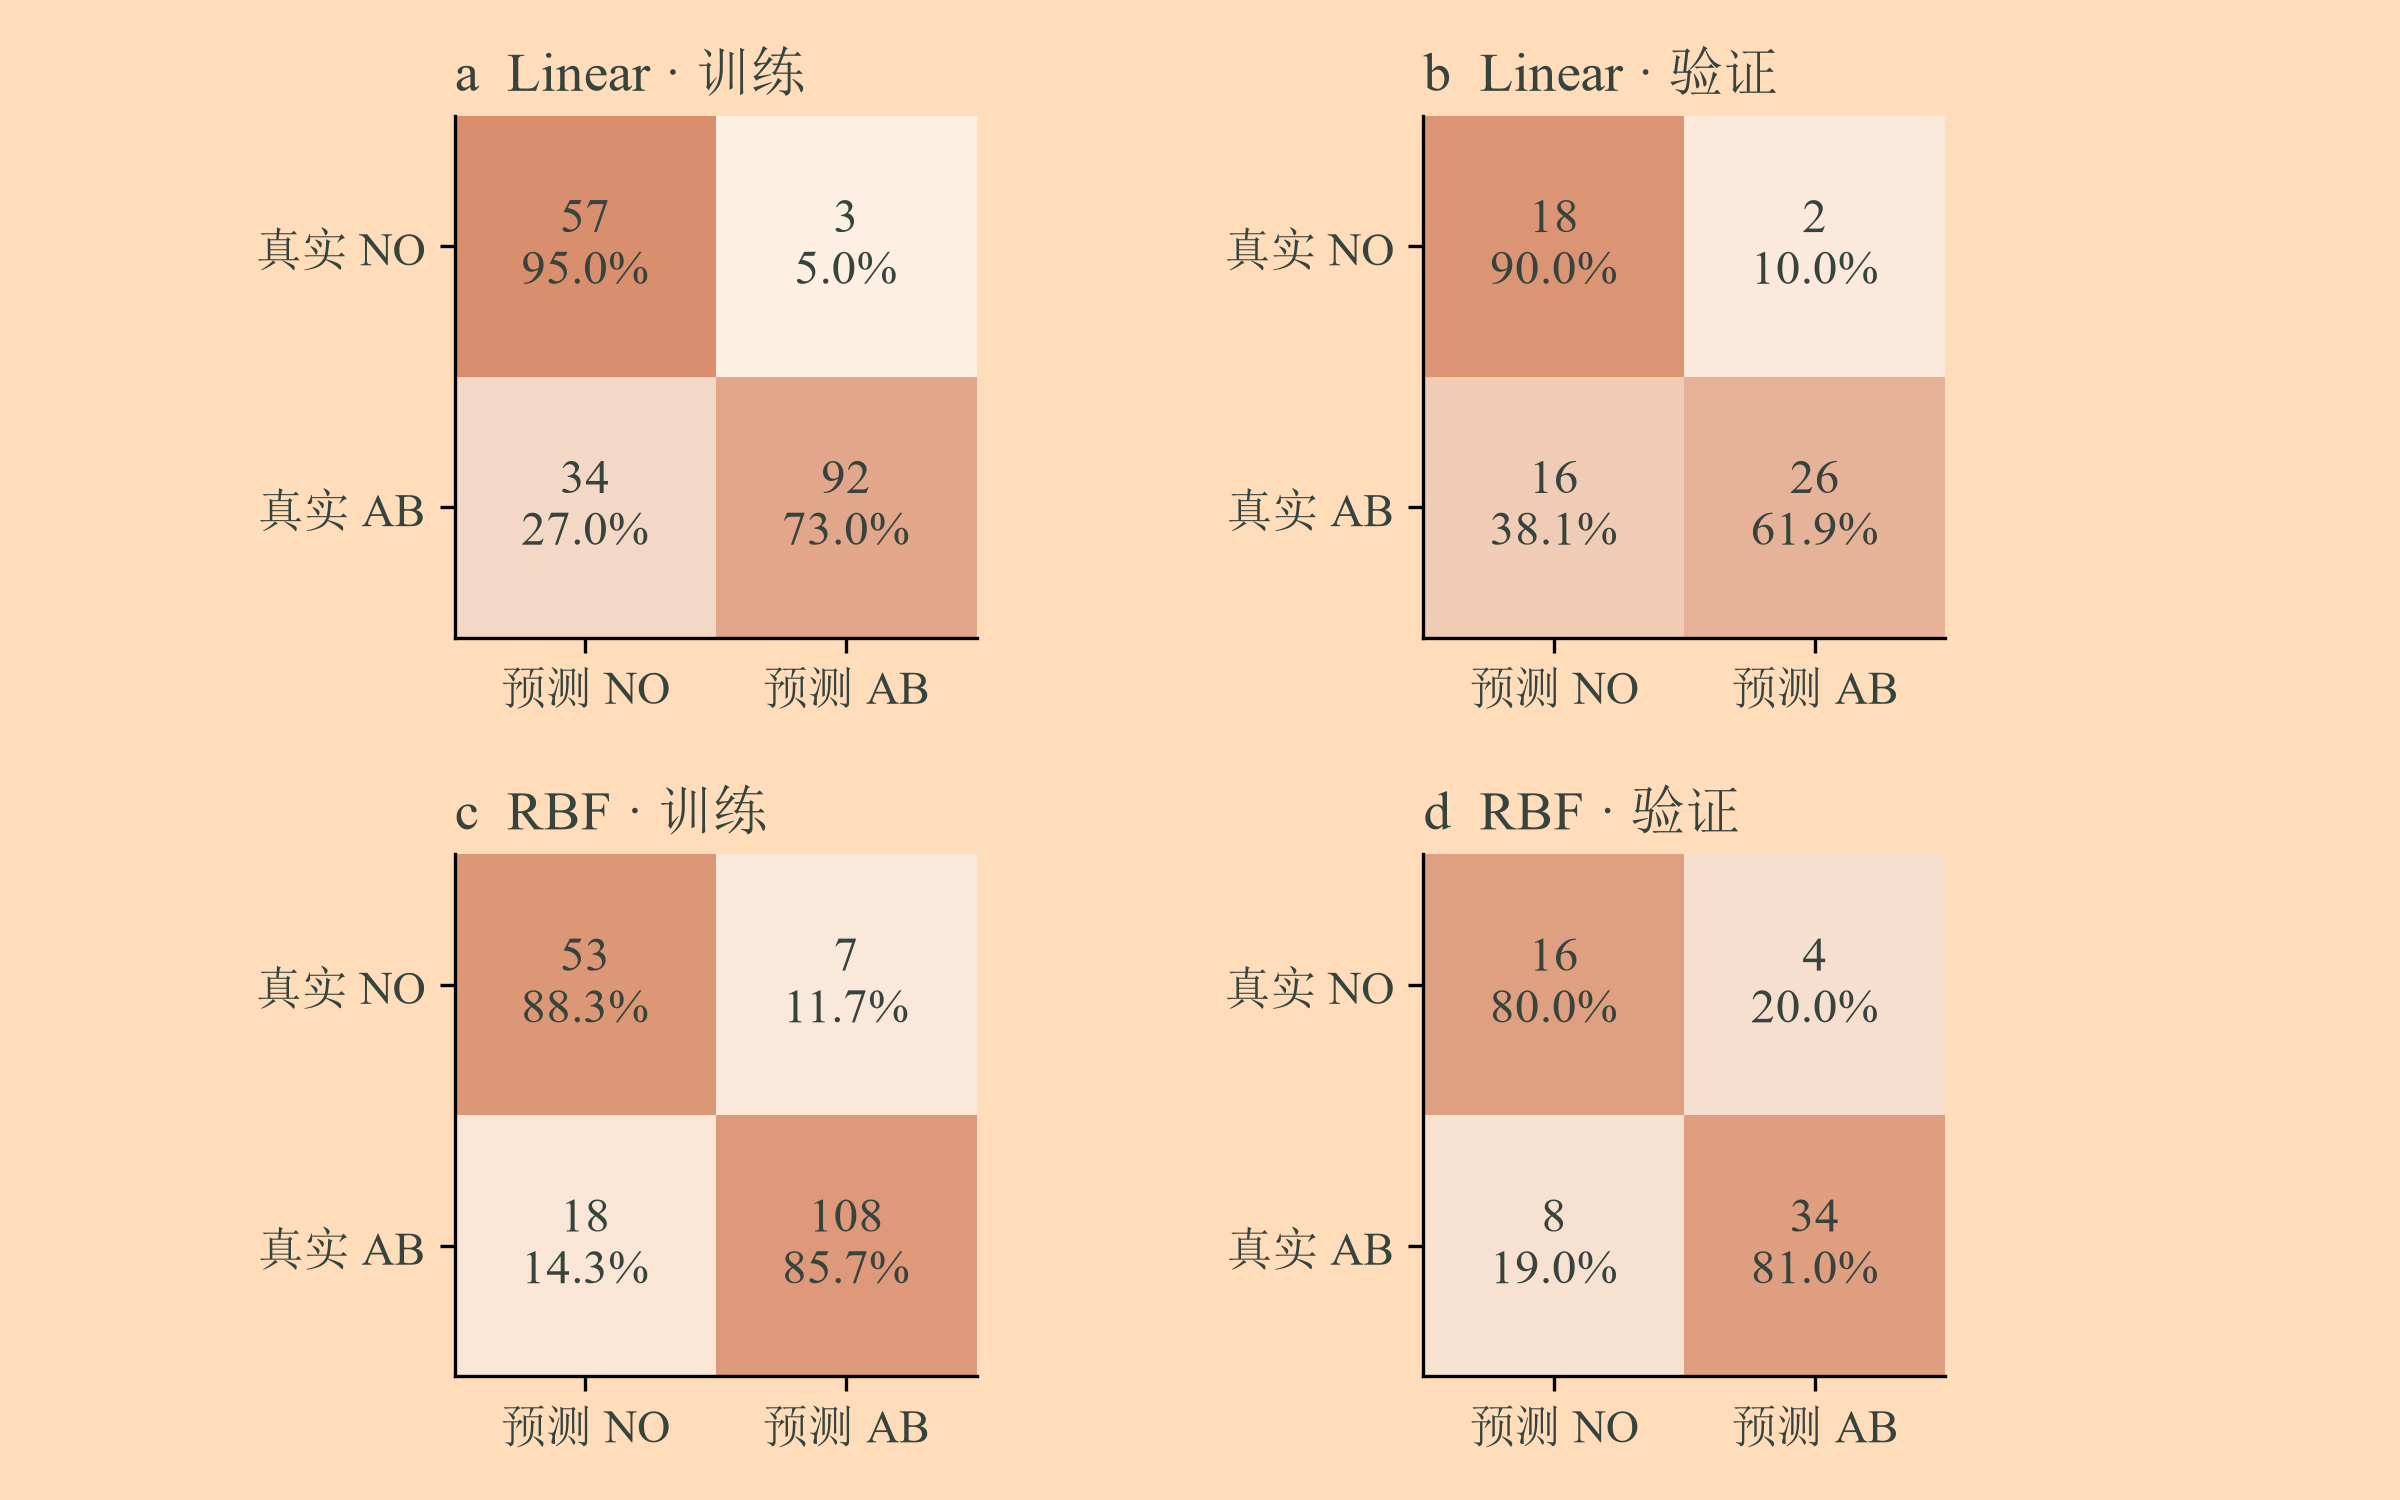 a Linear · 训练
真实 NO
57
95.0%
3
5.0%
真实 AB
34
27.0%
92
73.0%
预测 NO
预测 AB
b Linear · 验证
真实 NO
18
90.0%
2
10.0%
真实 AB
16
38.1%
26
61.9%
预测 NO
预测 AB
c RBF · 训练
真实 NO
53
88.3%
7
11.7%
真实 AB
18
14.3%
108
85.7%
预测 NO
预测 AB
d RBF · 验证
真实 NO
16
80.0%
4
20.0%
真实 AB
8
19.0%
34
81.0%
预测 NO
预测 AB